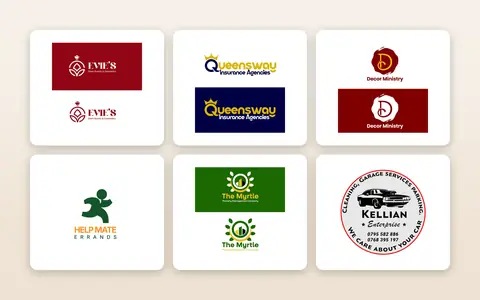 EVIE'S
EVIE'S
Queensway
Insurance Agencies
Queensway
Insurance Agencies
Decor Ministry
Decor Ministry
HELP MATE
ERRANDS
The Myrtle
The Myrtle
CLEANING, GARAGE SERVICES PARKING.
KELLIAN
Enterprise
0795 582 886
0768 395 197
WE CARE ABOUT YOUR CAR